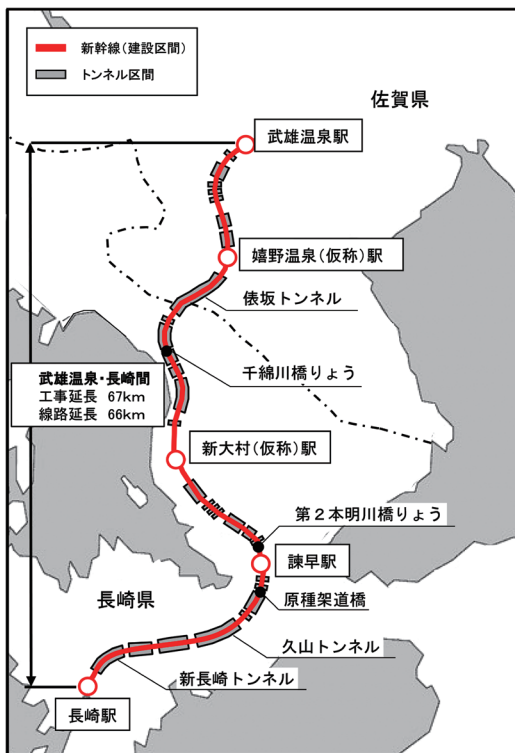 新幹線(建設区間)
トンネル区間
佐賀県
武雄温泉駅
嬉野温泉(仮称)駅
俵坂トンネル
千綿川橋りょう
武雄温泉・長崎間
工事延長 67km
線路延長 66km
新大村(仮称)駅
第2本明川橋りょう
諫早駅
長崎県
原種架道橋
久山トンネル
新長崎トンネル
長崎駅